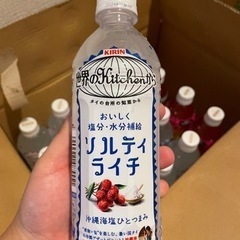 KIRIN
世界のKitchenから
タイの台所の知恵から
おいしく
塩分・水分補給
ソルティ
ライチ
沖縄海塩ひとつまみ